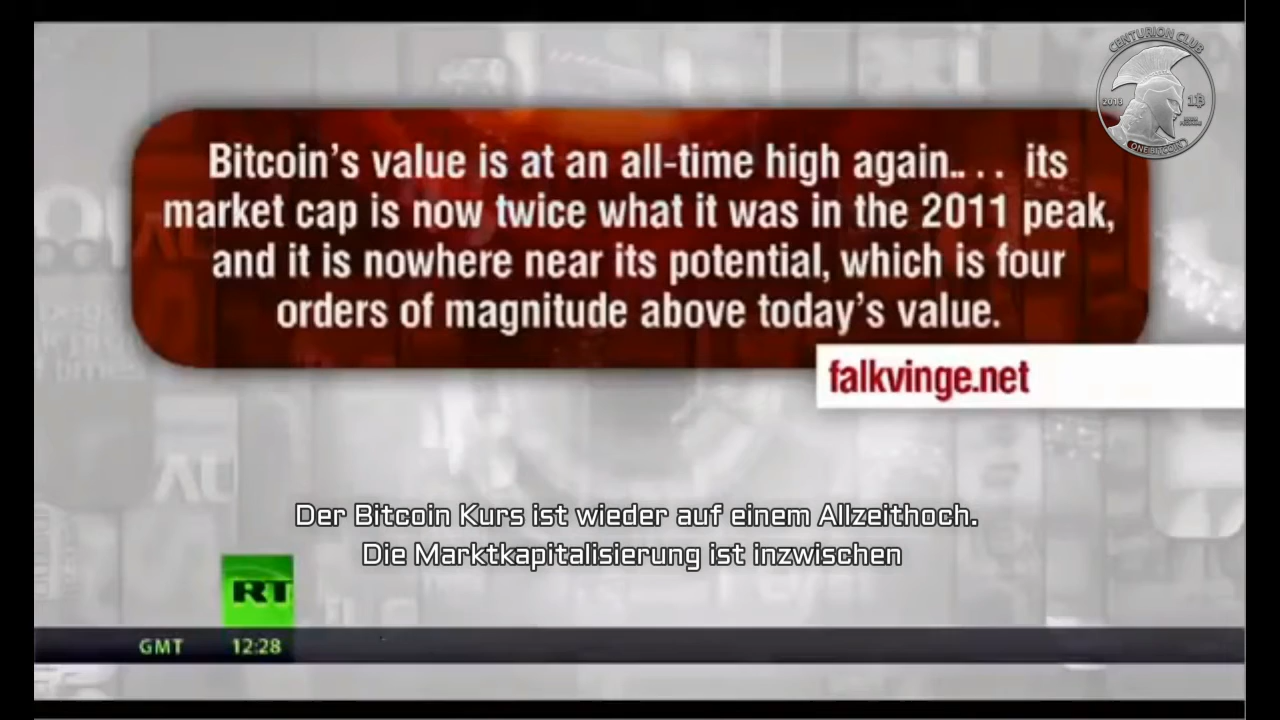 CENTURION CLUB
2013
1₿
ONE BITCOIN
Bitcoin's value is at an all-time high again.. . . its
market cap is now twice what it was in the 2011 peak,
and it is nowhere near its potential, which is four
orders of magnitude above today's value.
falkvinge.net
Der Bitcoin Kurs ist wieder auf einem Allzeithoch.
Die Marktkapitalisierung ist inzwischen
RT
GMT 12:28